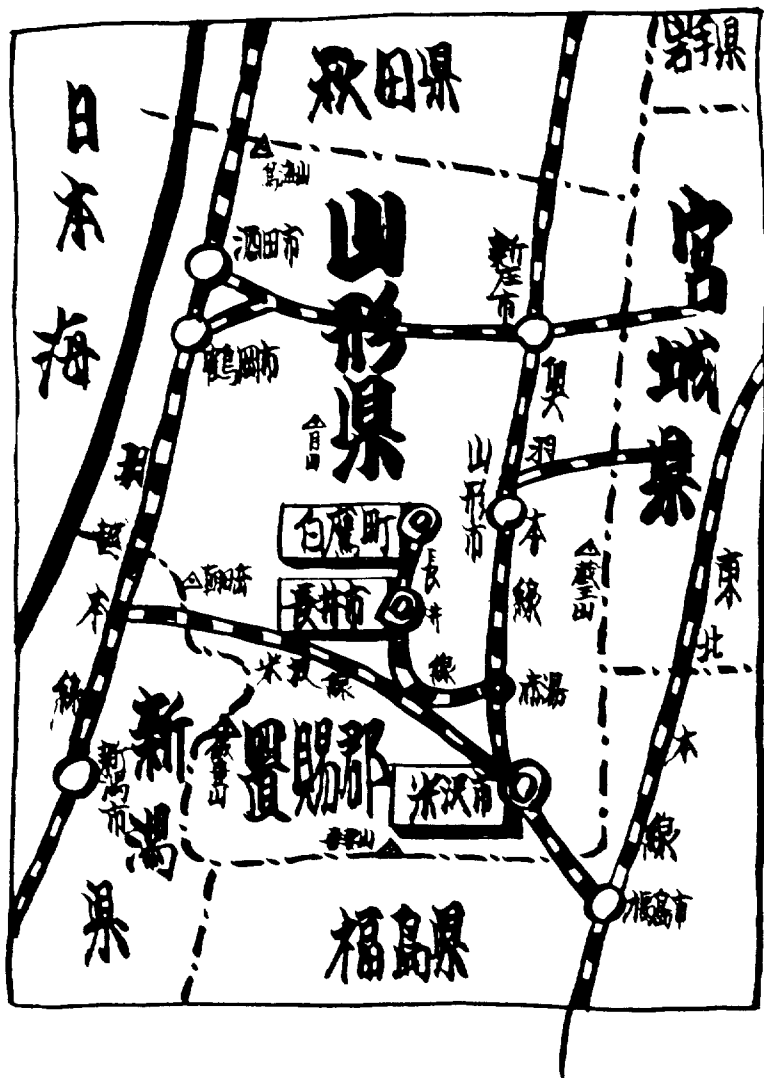 秋田県
岩手県
日本海
鳥海山
山形県
宮城県
酒田市
新庄市
鶴岡市
奥羽本線
月山
山形市
羽越本線
白鷹町
長井市
長井線
蔵王山
朝日岳
東北本線
米坂線
赤湯
新潟県
新潟市
置賜郡
米沢市
吾妻山
福島市
福島県